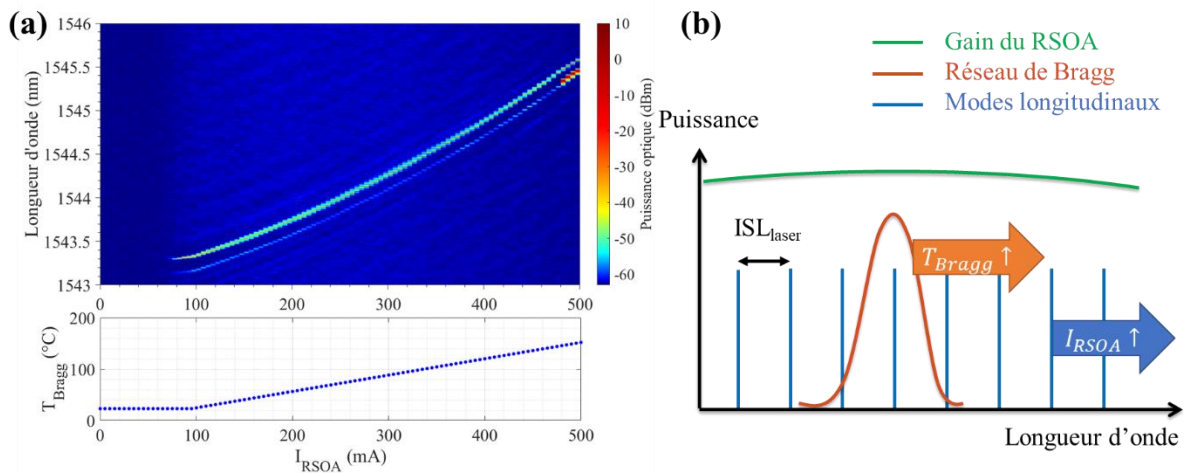 (a)
1546
1545.5
1545
1544.5
1544
1543.5
1543
Longueur d'onde (nm)
0
100
200
300
400
500
10
0
-10
-20
-30
-40
-50
-60
Puissance optique (dBm)
200
100
0
T_Bragg (°C)
0
100
200
300
400
500
I_RSOA (mA)
(b)
Gain du RSOA
Réseau de Bragg
Modes longitudinaux
Puissance
ISL_laser
T_Bragg ↑
I_RSOA ↑
Longueur d’onde